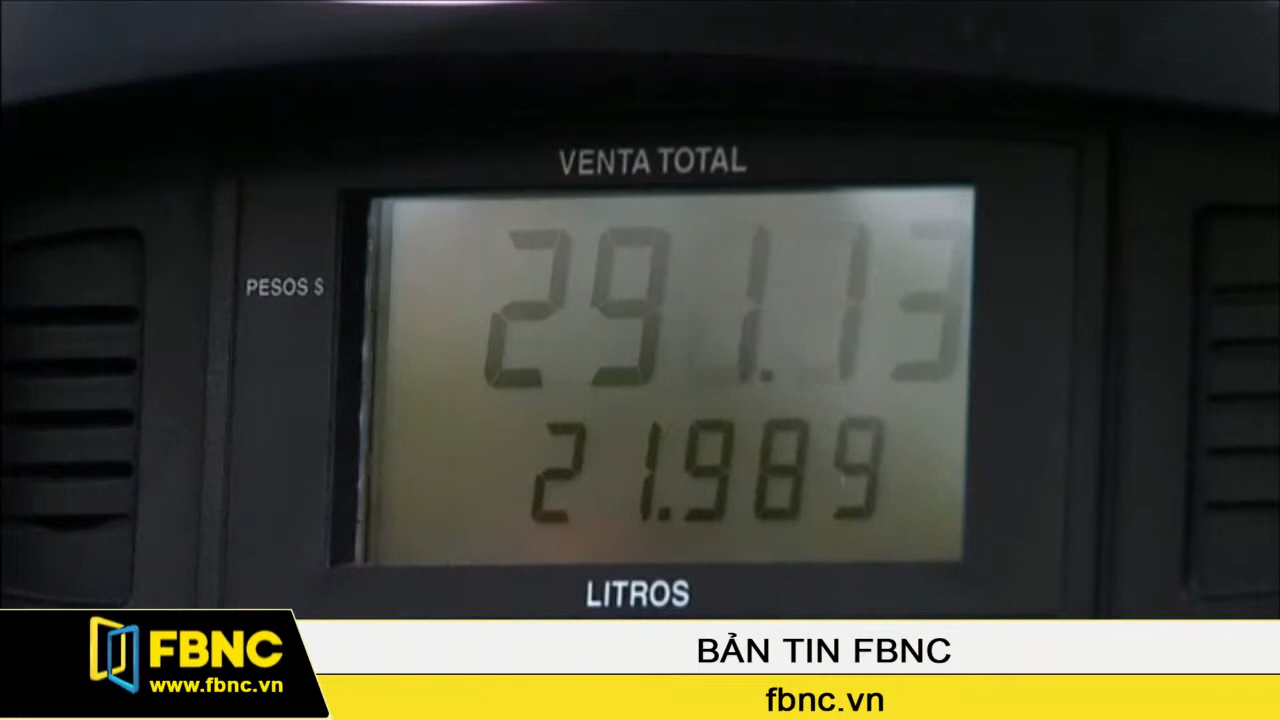 VENTA TOTAL
PESOS $
291.13
21.989
LITROS
FBNC
www.fbnc.vn
BẢN TIN FBNC
fbnc.vn